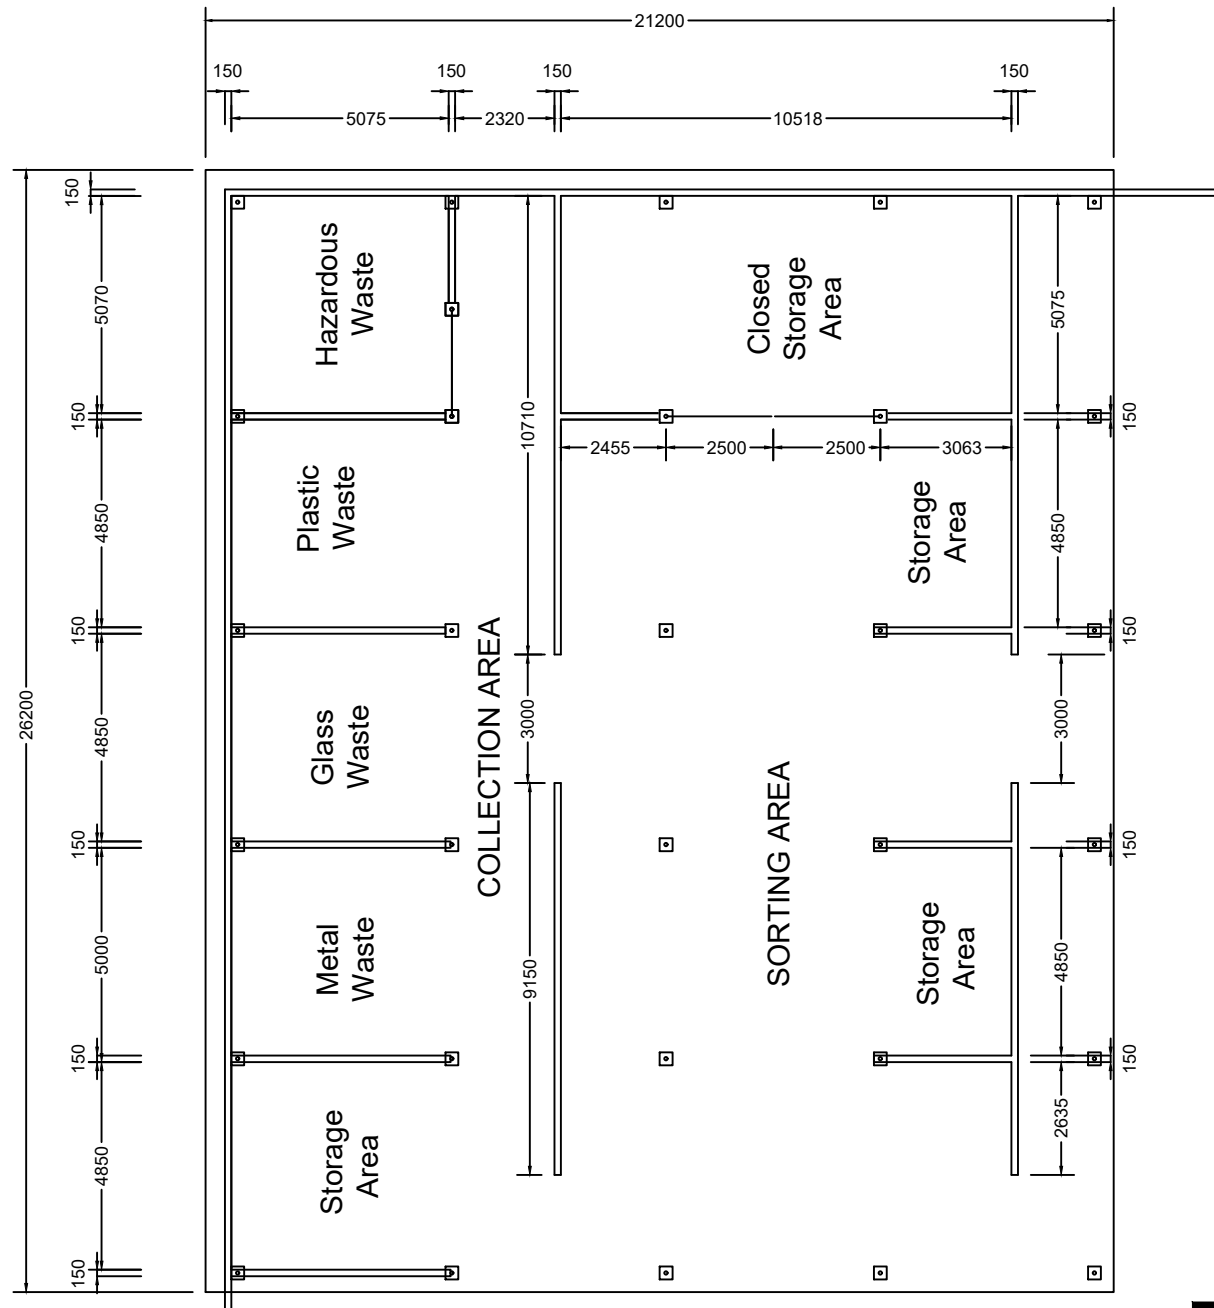 21200
150
150
150
150
5075
2320
10518
150
5070
150
4850
150
4850
150
5000
150
4850
150
26200
Hazardous
Waste
Plastic
Waste
Glass
Waste
Metal
Waste
Storage
Area
COLLECTION AREA
10710
3000
9150
Closed
Storage
Area
2455
2500
2500
3063
Storage
Area
SORTING AREA
Storage
Area
5075
150
4850
150
3000
150
4850
150
2635